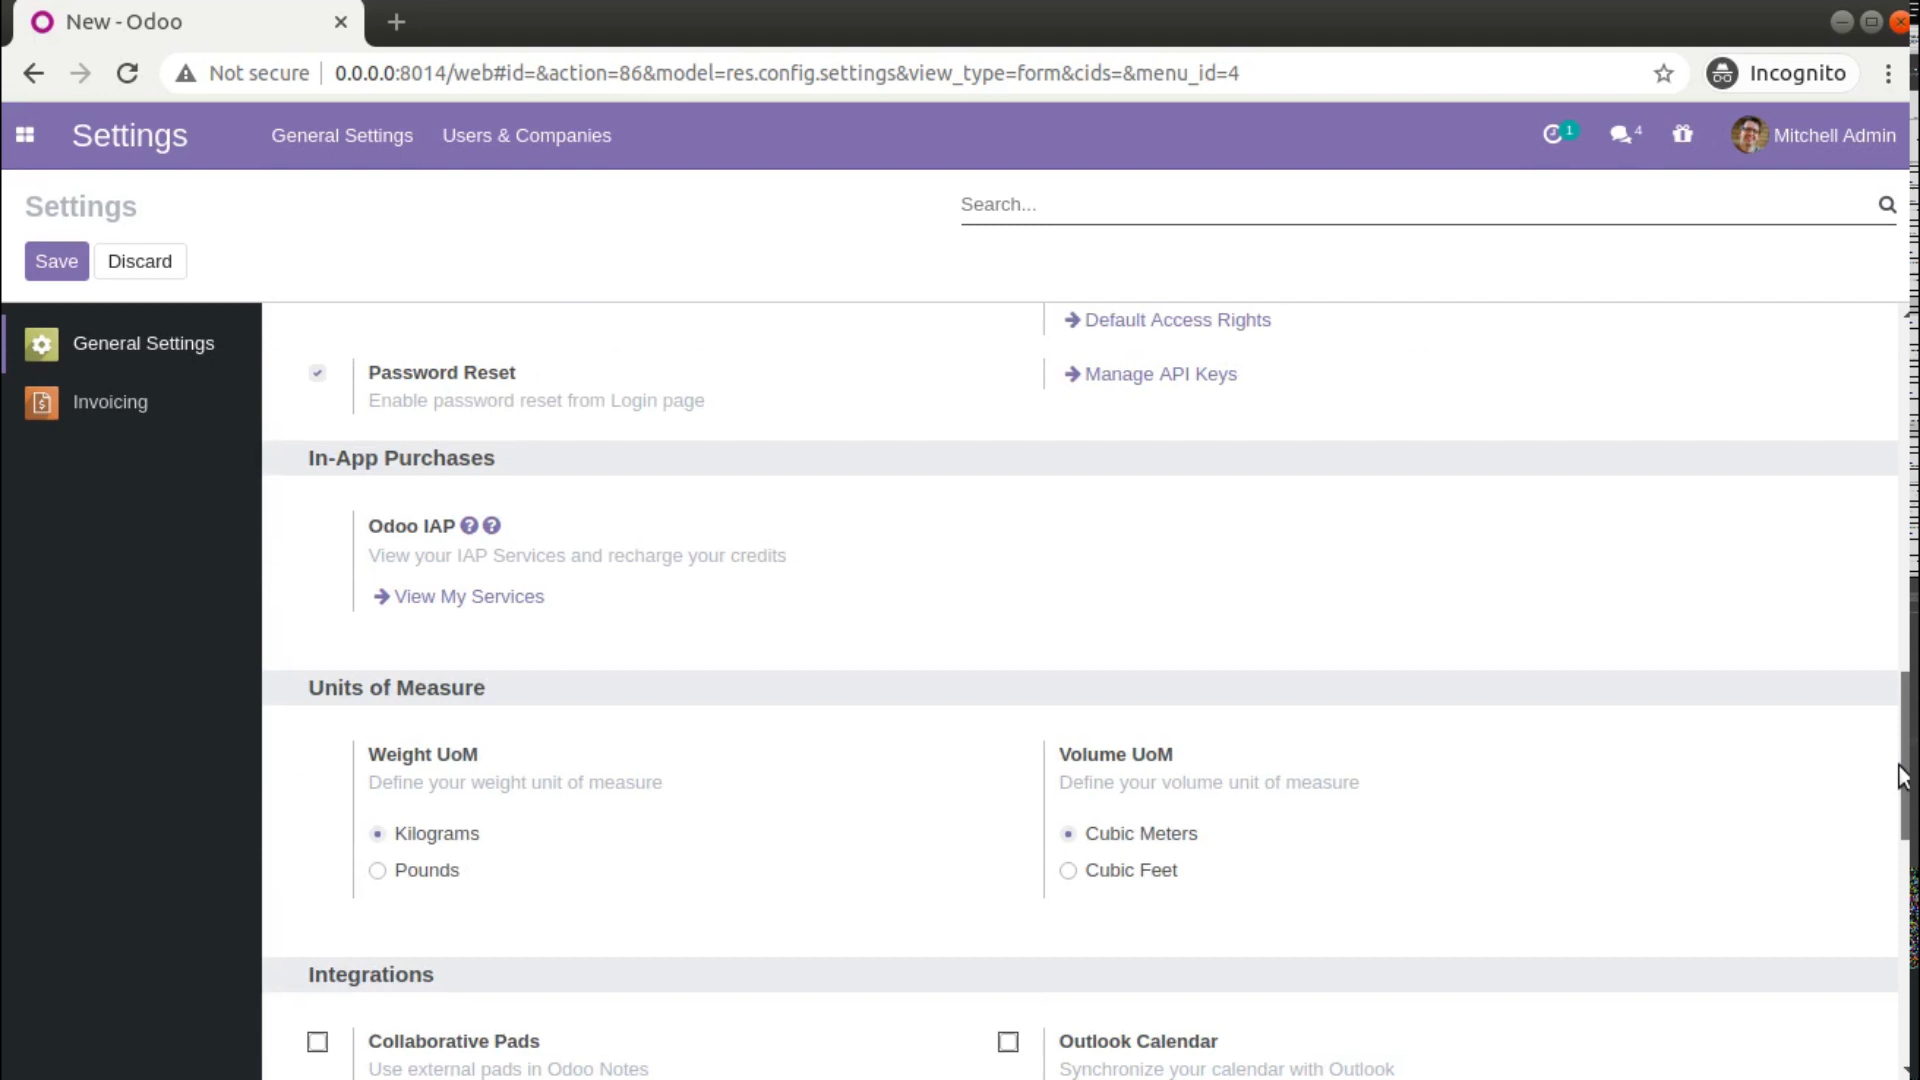 New - Odoo
Not secure 0.0.0.0:8014/web#id=&action=86&model=res.config.settings&view_type=form&cids=&menu_id=4 Incognito
Settings General Settings Users & Companies 1 4 Mitchell Admin
Settings Search...
Save Discard
General Settings
Invoicing
Default Access Rights
Password Reset Manage API Keys
Enable password reset from Login page
In-App Purchases
Odoo IAP ? ?
View your IAP Services and recharge your credits
View My Services
Units of Measure
Weight UoM Volume UoM
Define your weight unit of measure Define your volume unit of measure
Kilograms Cubic Meters
Pounds Cubic Feet
Integrations
Collaborative Pads Outlook Calendar
Use external pads in Odoo Notes Synchronize your calendar with Outlook